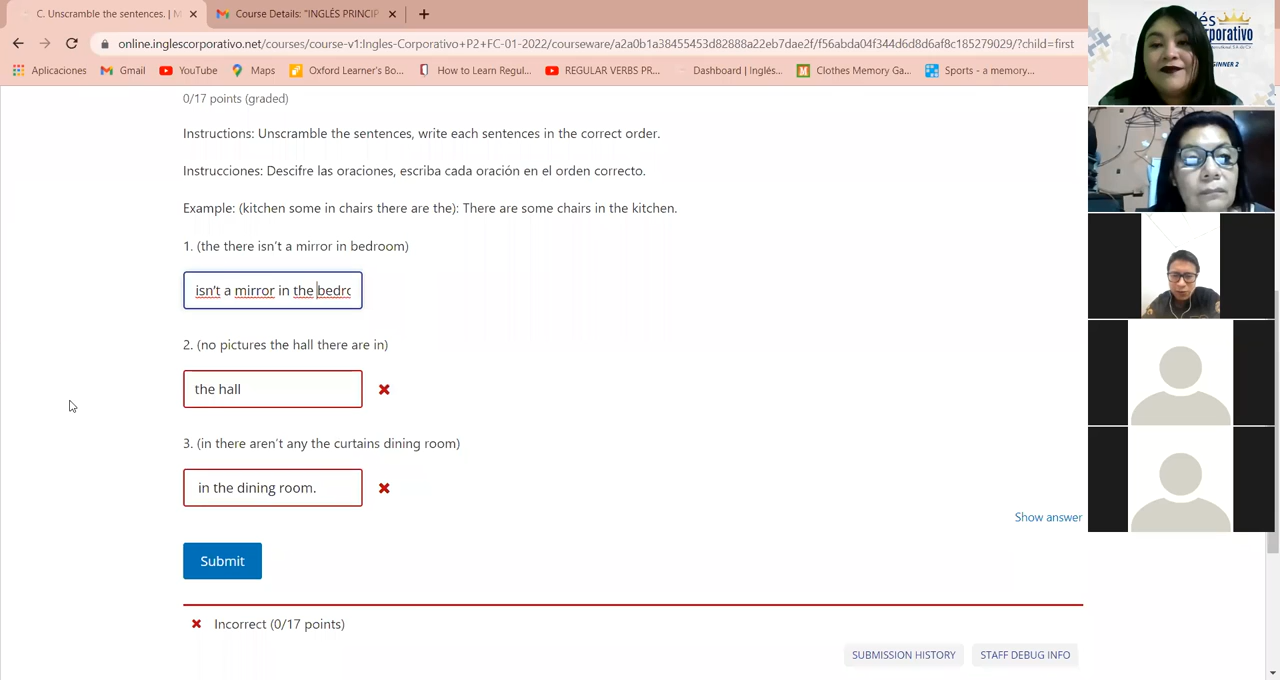 C. Unscramble the sentences. | M
Course Details: "INGLÉS PRINCIP
online.inglescorporativo.net/courses/course-v1:Ingles-Corporativo+P2+FC-01-2022/courseware/a2a0b1a38455453d82888a22eb7dae2f/f56abda04f344d6d8d6af8c185279029/?child=first
Aplicaciones Gmail YouTube Maps Oxford Learner's Bo... How to Learn Regul... REGULAR VERBS PR... Dashboard | Inglés... Clothes Memory Ga... Sports - a memory...
0/17 points (graded)
Instructions: Unscramble the sentences, write each sentences in the correct order.
Instrucciones: Descifre las oraciones, escriba cada oración en el orden correcto.
Example: (kitchen some in chairs there are the): There are some chairs in the kitchen.
1. (the there isn't a mirror in bedroom)
isn't a mirror in the bedro
2. (no pictures the hall there are in)
the hall
3. (in there aren't any the curtains dining room)
in the dining room.
Show answer
Submit
Incorrect (0/17 points)
SUBMISSION HISTORY STAFF DEBUG INFO